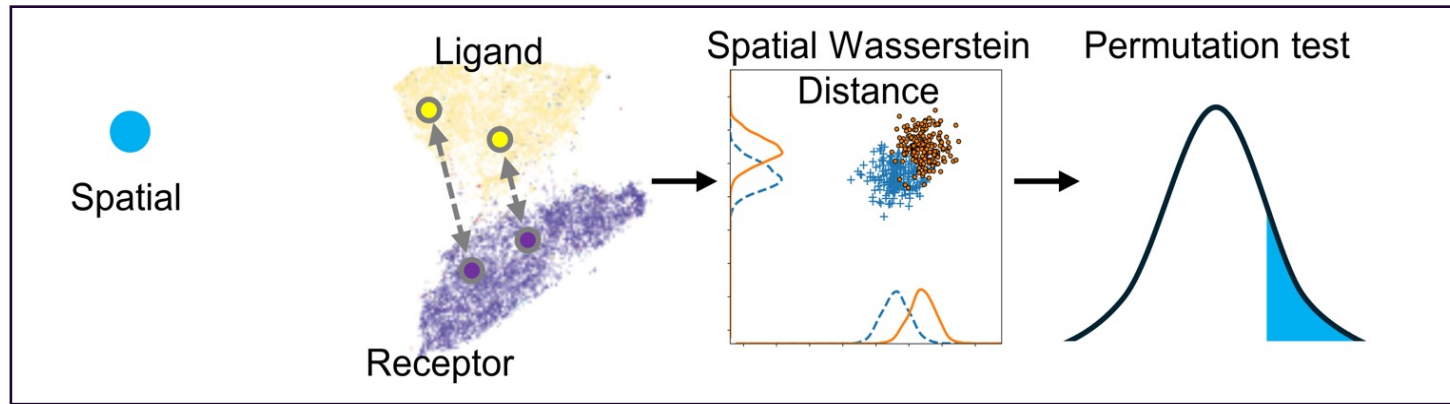 Spatial
Ligand
Receptor
Spatial Wasserstein
Distance
Permutation test